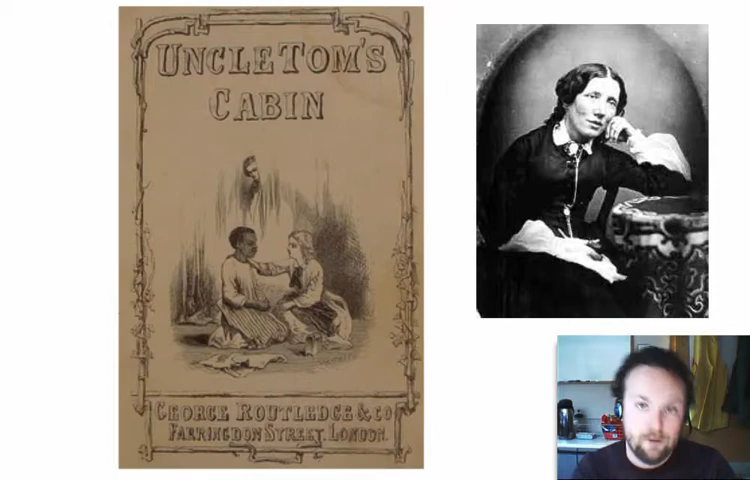 UNCLE TOM'S
CABIN
GEORGE ROUTLEDGE & CO
FARRINGDON STREET. LONDON.